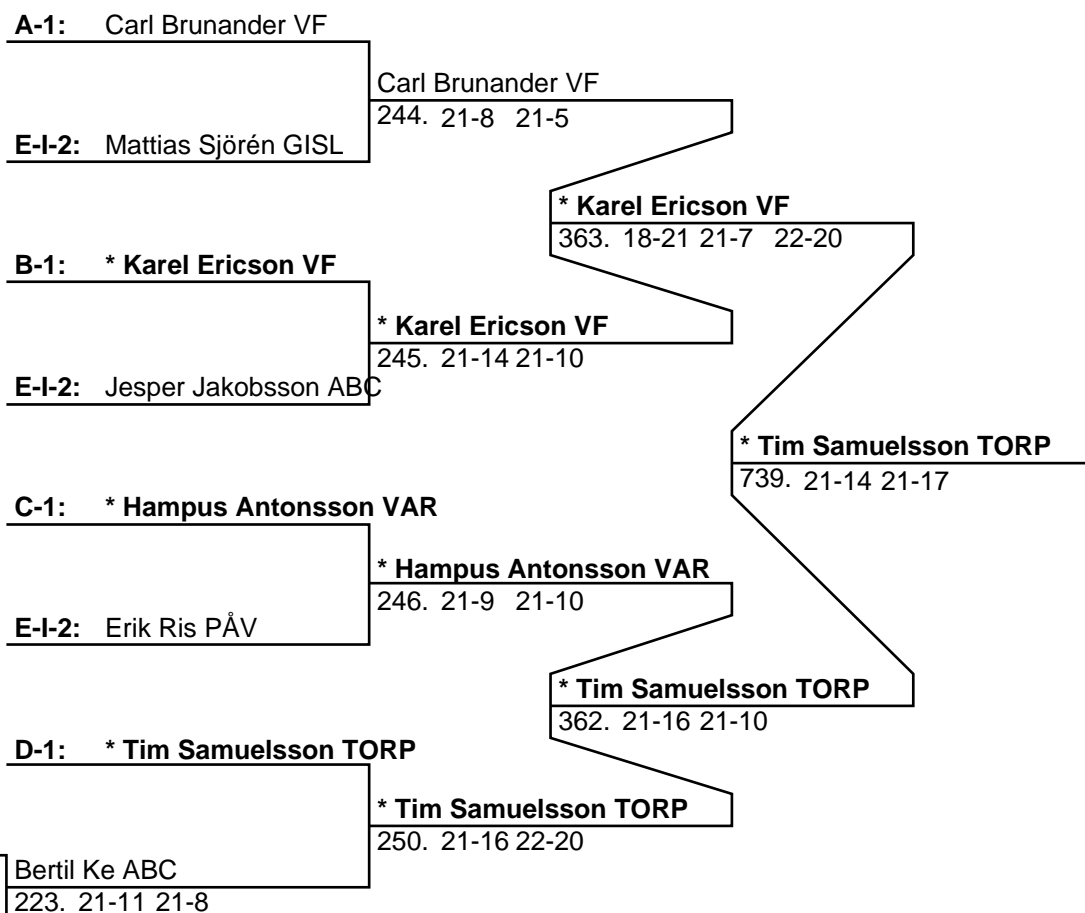 A-1: Carl Brunander VF
Carl Brunander VF
244. 21-8 21-5
E-I-2: Mattias Sjörén GISL
* Karel Ericson VF
363. 18-21 21-7 22-20
B-1: * Karel Ericson VF
* Karel Ericson VF
245. 21-14 21-10
E-I-2: Jesper Jakobsson ABC
* Tim Samuelsson TORP
739. 21-14 21-17
C-1: * Hampus Antonsson VAR
* Hampus Antonsson VAR
246. 21-9 21-10
E-I-2: Erik Ris PÅV
* Tim Samuelsson TORP
362. 21-16 21-10
D-1: * Tim Samuelsson TORP
* Tim Samuelsson TORP
250. 21-16 22-20
Bertil Ke ABC
223. 21-11 21-8